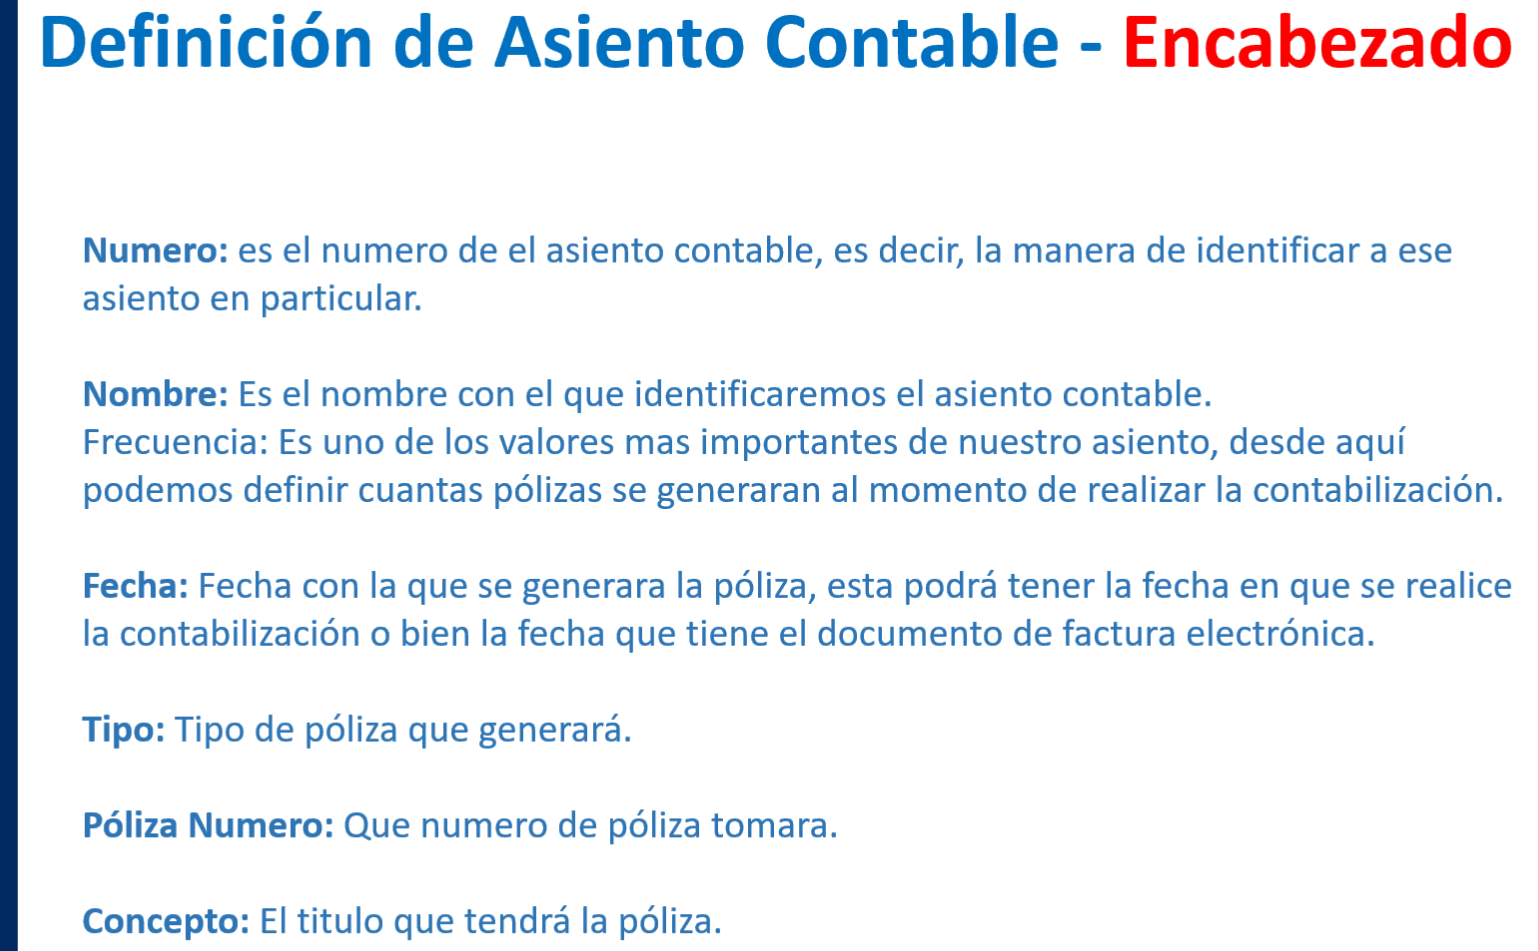 Definición de Asiento Contable - Encabezado
Numero: es el numero de el asiento contable, es decir, la manera de identificar a ese
asiento en particular.
Nombre: Es el nombre con el que identificaremos el asiento contable.
Frecuencia: Es uno de los valores mas importantes de nuestro asiento, desde aquí
podemos definir cuantas pólizas se generaran al momento de realizar la contabilización.
Fecha: Fecha con la que se generara la póliza, esta podrá tener la fecha en que se realice
la contabilización o bien la fecha que tiene el documento de factura electrónica.
Tipo: Tipo de póliza que generará.
Póliza Numero: Que numero de póliza tomara.
Concepto: El titulo que tendrá la póliza.